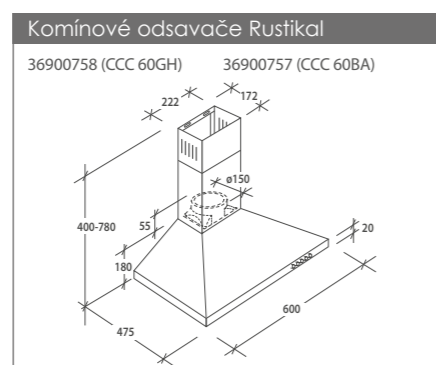 Komínové odsavače Rustikal
36900758 (CCC 60GH) 36900757 (CCC 60BA)
222 172
ø150
400-780 55 20
180
600
475